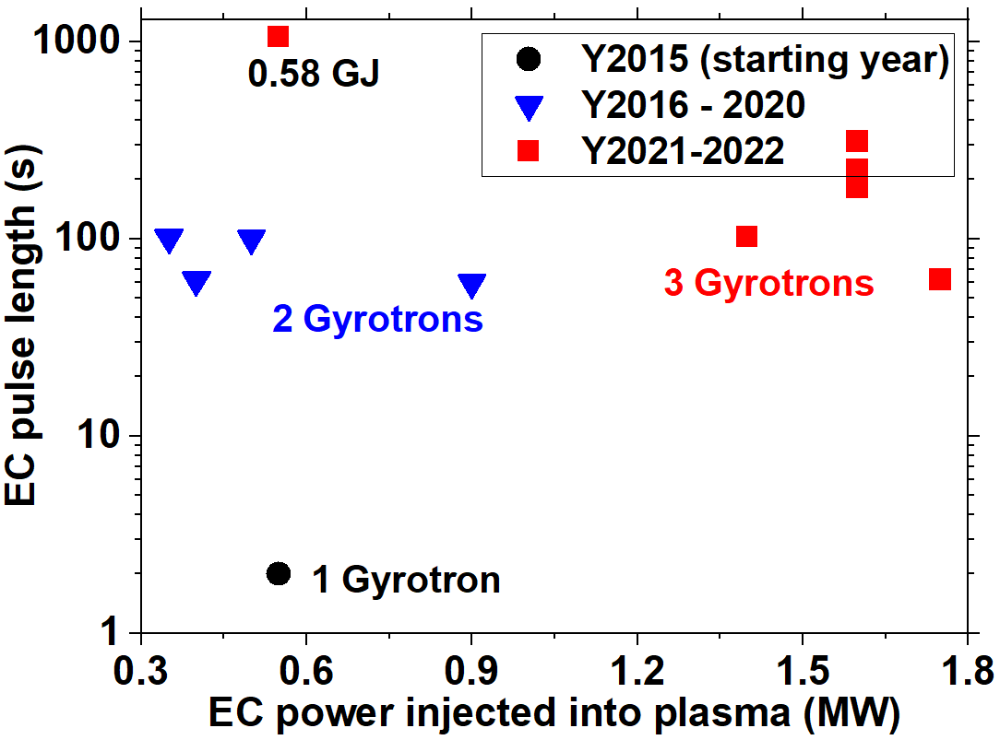 1000
100
10
1
EC pulse length (s)
0.58 GJ
Y2015 (starting year)
Y2016 - 2020
Y2021-2022
2 Gyrotrons
3 Gyrotrons
1 Gyrotron
0.3 0.6 0.9 1.2 1.5 1.8
EC power injected into plasma (MW)